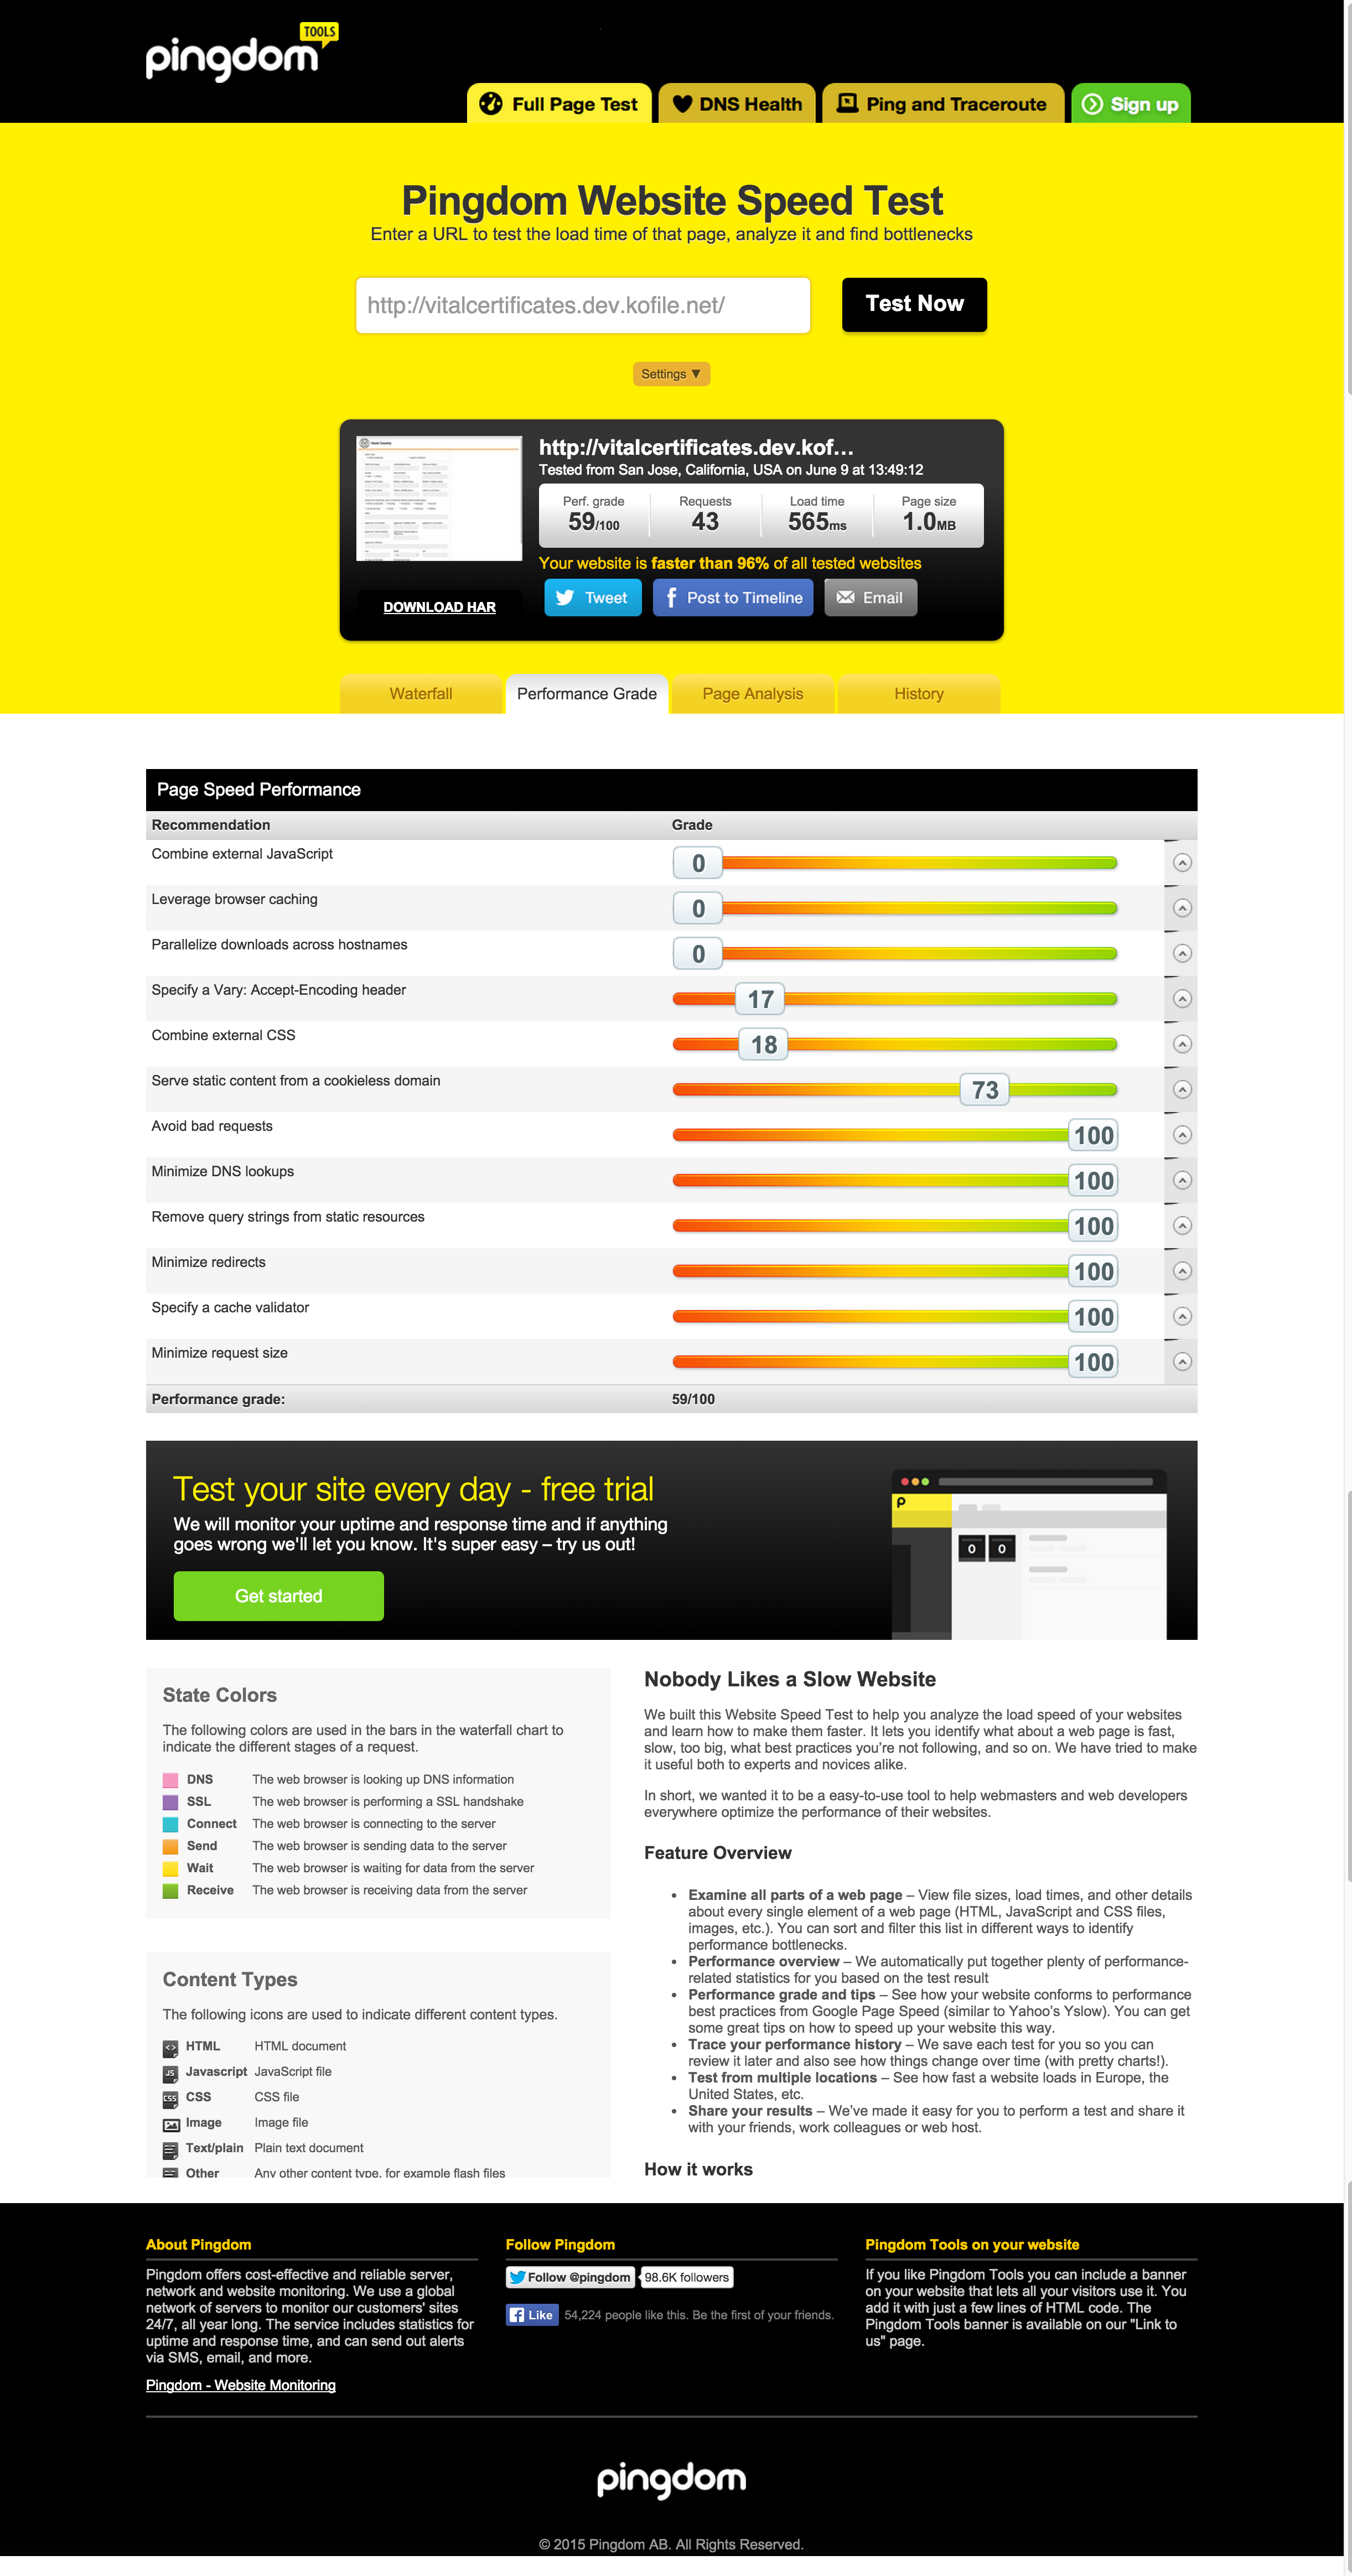 pingdom TOOLS
Full Page Test
DNS Health
Ping and Traceroute
Sign up
Pingdom Website Speed Test
Enter a URL to test the load time of that page, analyze it and find bottlenecks
http://vitalcertificates.dev.kofile.net/
Test Now
Settings ▼
http://vitalcertificates.dev.kof...
Tested from San Jose, California, USA on June 9 at 13:49:12
Perf. grade Requests Load time Page size
59/100 43 565ms 1.0MB
Your website is faster than 96% of all tested websites
DOWNLOAD HAR
Tweet
Post to Timeline
Email
Waterfall
Performance Grade
Page Analysis
History
Page Speed Performance
Recommendation Grade
Combine external JavaScript 0
Leverage browser caching 0
Parallelize downloads across hostnames 0
Specify a Vary: Accept-Encoding header 17
Combine external CSS 18
Serve static content from a cookieless domain 73
Avoid bad requests 100
Minimize DNS lookups 100
Remove query strings from static resources 100
Minimize redirects 100
Specify a cache validator 100
Minimize request size 100
Performance grade: 59/100
Test your site every day - free trial
We will monitor your uptime and response time and if anything
goes wrong we'll let you know. It's super easy – try us out!
Get started
p
0 0
State Colors
The following colors are used in the bars in the waterfall chart to
indicate the different stages of a request.
DNS The web browser is looking up DNS information
SSL The web browser is performing a SSL handshake
Connect The web browser is connecting to the server
Send The web browser is sending data to the server
Wait The web browser is waiting for data from the server
Receive The web browser is receiving data from the server
Content Types
The following icons are used to indicate different content types.
HTML HTML document
JS Javascript JavaScript file
CSS CSS CSS file
Image Image file
Text/plain Plain text document
Other Any other content type, for example flash files
Nobody Likes a Slow Website
We built this Website Speed Test to help you analyze the load speed of your websites
and learn how to make them faster. It lets you identify what about a web page is fast,
slow, too big, what best practices you're not following, and so on. We have tried to make
it useful both to experts and novices alike.
In short, we wanted it to be a easy-to-use tool to help webmasters and web developers
everywhere optimize the performance of their websites.
Feature Overview
• Examine all parts of a web page – View file sizes, load times, and other details
about every single element of a web page (HTML, JavaScript and CSS files,
images, etc.). You can sort and filter this list in different ways to identify
performance bottlenecks.
• Performance overview – We automatically put together plenty of performance-
related statistics for you based on the test result
• Performance grade and tips – See how your website conforms to performance
best practices from Google Page Speed (similar to Yahoo's Yslow). You can get
some great tips on how to speed up your website this way.
• Trace your performance history – We save each test for you so you can
review it later and also see how things change over time (with pretty charts!).
• Test from multiple locations – See how fast a website loads in Europe, the
United States, etc.
• Share your results – We've made it easy for you to perform a test and share it
with your friends, work colleagues or web host.
How it works
About Pingdom
Pingdom offers cost-effective and reliable server,
network and website monitoring. We use a global
network of servers to monitor our customers' sites
24/7, all year long. The service includes statistics for
uptime and response time, and can send out alerts
via SMS, email, and more.
Pingdom - Website Monitoring
Follow Pingdom
Follow @pingdom 98.6K followers
Like 54,224 people like this. Be the first of your friends.
Pingdom Tools on your website
If you like Pingdom Tools you can include a banner
on your website that lets all your visitors use it. You
add it with just a few lines of HTML code. The
Pingdom Tools banner is available on our "Link to
us" page.
pingdom
© 2015 Pingdom AB. All Rights Reserved.